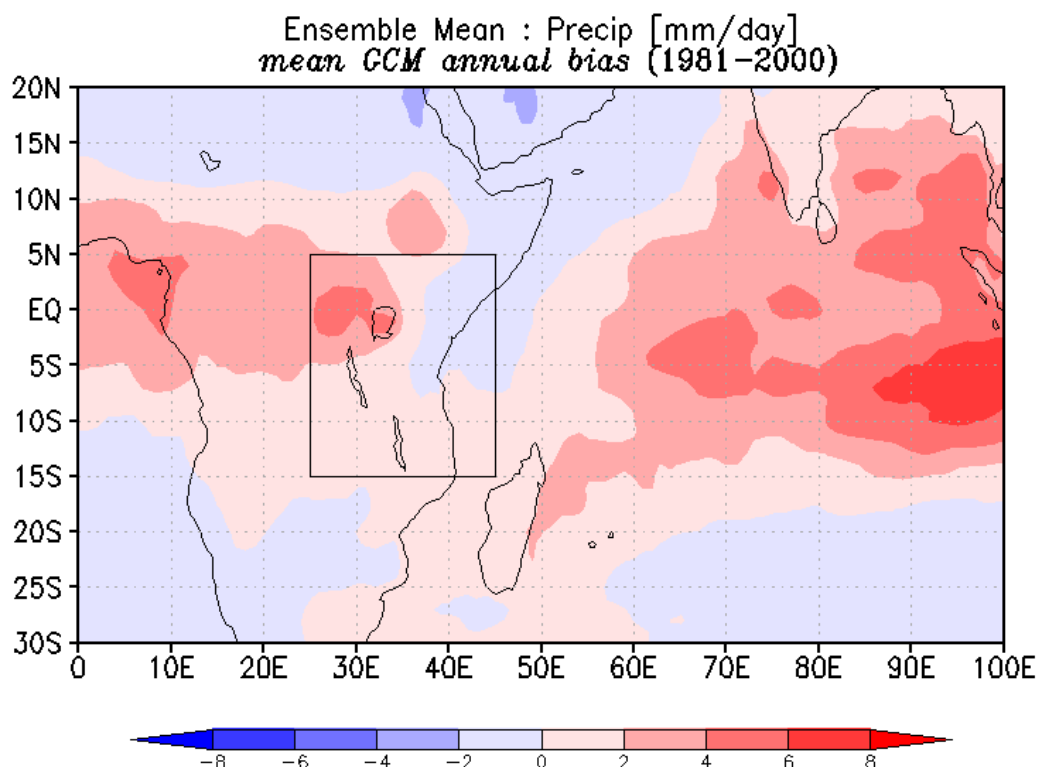 Ensemble Mean : Precip [mm/day]
mean GCM annual bias (1981-2000)
20N
15N
10N
5N
EQ
5S
10S
15S
20S
25S
30S
0 10E 20E 30E 40E 50E 60E 70E 80E 90E 100E
-8 -6 -4 -2 0 2 4 6 8